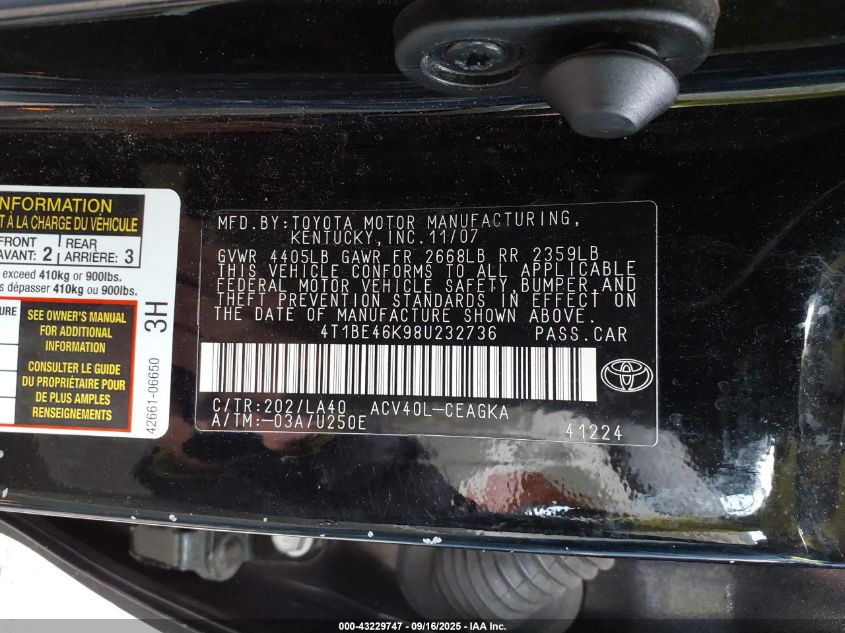 INFORMATION
T À LA CHARGE DU VÉHICULE
FRONT
AVANT: 2
REAR
ARRIÈRE: 3
exceed 410kg or 900lbs.
s dépasser 410kg ou 900lbs.
SEE OWNER'S MANUAL
FOR ADDITIONAL
INFORMATION
CONSULTER LE GUIDE
DU PROPRIÉTAIRE POUR
DE PLUS AMPLES
RENSEIGNEMENTS
3H
42661-06650
MFD.BY:TOYOTA MOTOR MANUFACTURING,
KENTUCKY,INC.11/07
GVWR 4405LB GAWR FR 2668LB RR 2359LB
THIS VEHICLE CONFORMS TO ALL APPLICABLE
FEDERAL MOTOR VEHICLE SAFETY,BUMPER,AND
THEFT PREVENTION STANDARDS IN EFFECT ON
THE DATE OF MANUFACTURE SHOWN ABOVE.
4T1BE46K98U232736 PASS.CAR
C/TR:202/LA40 ACV40L-CEAGKA
A/TM:-03A/U250E
41224
TOYOTA
000-43229747 - 09/16/2025 - IAA Inc.